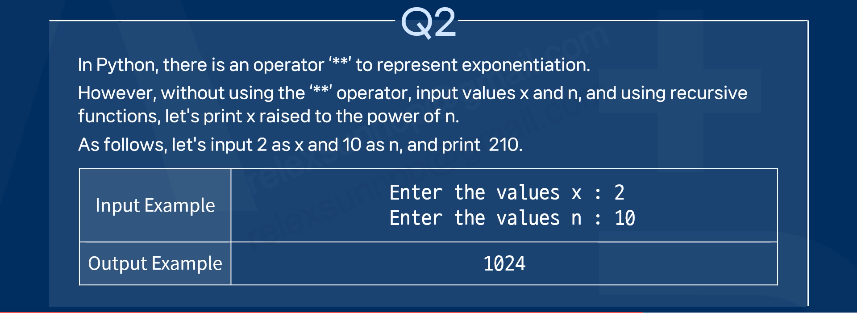 Q2
In Python, there is an operator ‘**’ to represent exponentiation.
However, without using the ‘**’ operator, input values x and n, and using recursive
functions, let's print x raised to the power of n.
As follows, let's input 2 as x and 10 as n, and print 210.
Input Example
Enter the values x : 2
Enter the values n : 10
Output Example
1024